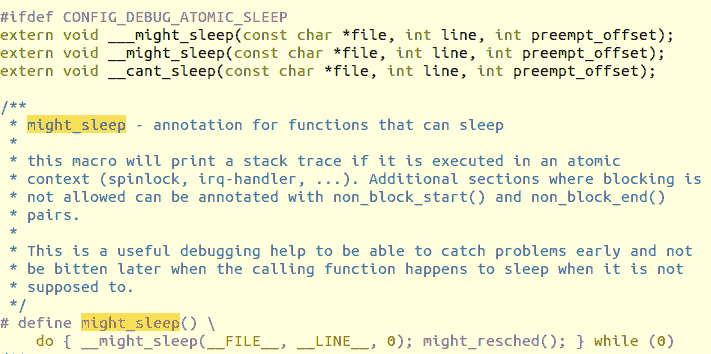 #ifdef CONFIG_DEBUG_ATOMIC_SLEEP
extern void ___might_sleep(const char *file, int line, int preempt_offset);
extern void __might_sleep(const char *file, int line, int preempt_offset);
extern void __cant_sleep(const char *file, int line, int preempt_offset);
/**
 * might_sleep - annotation for functions that can sleep
 *
 * this macro will print a stack trace if it is executed in an atomic
 * context (spinlock, irq-handler, ...). Additional sections where blocking is
 * not allowed can be annotated with non_block_start() and non_block_end()
 * pairs.
 *
 * This is a useful debugging help to be able to catch problems early and not
 * be bitten later when the calling function happens to sleep when it is not
 * supposed to.
 */
# define might_sleep() \
    do { __might_sleep(__FILE__, __LINE__, 0); might_resched(); } while (0)